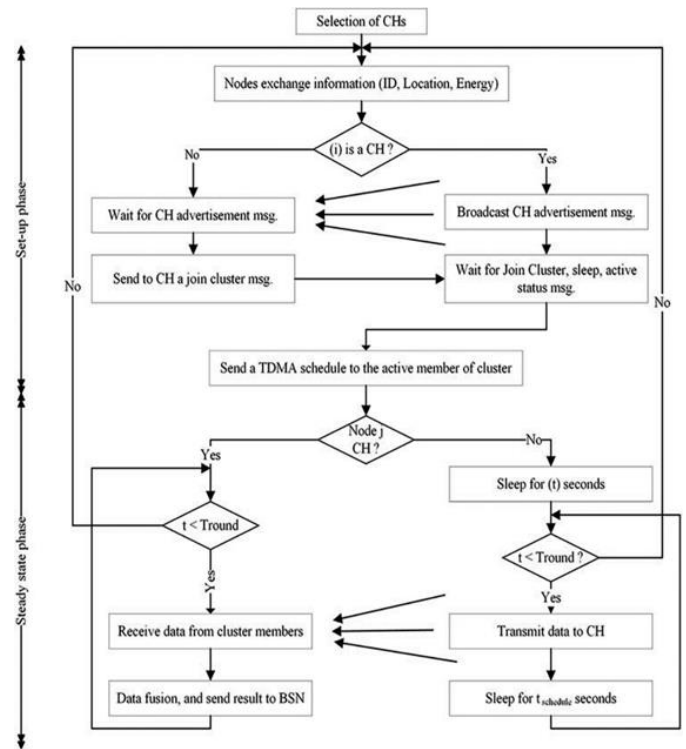 Selection of CHs
Nodes exchange information (ID, Location, Energy)
(i) is a CH ?
No
Yes
Wait for CH advertisement msg.
Broadcast CH advertisement msg.
Set-up phase
Send to CH a join cluster msg.
Wait for Join Cluster, sleep, active
status msg.
No
No
Send a TDMA schedule to the active member of cluster
Node j
CH ?
Yes
No
Sleep for (t) seconds
t < Tround
t < Tround ?
Steady state phase
Yes
Yes
Receive data from cluster members
Transmit data to CH
Data fusion, and send result to BSN
Sleep for tschedule seconds